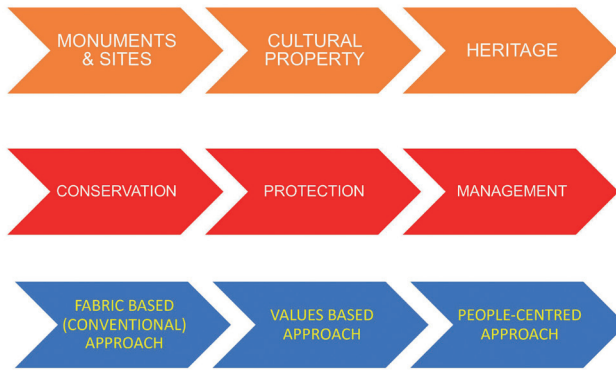 MONUMENTS
& SITES
CULTURAL
PROPERTY
HERITAGE
CONSERVATION
PROTECTION
MANAGEMENT
FABRIC BASED
(CONVENTIONAL)
APPROACH
VALUES BASED
APPROACH
PEOPLE-CENTRED
APPROACH